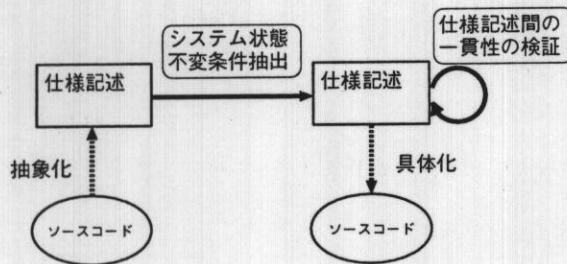 システム状態
不変条件抽出
仕様記述間の
一貫性の検証
仕様記述
仕様記述
抽象化
具体化
ソースコード
ソースコード